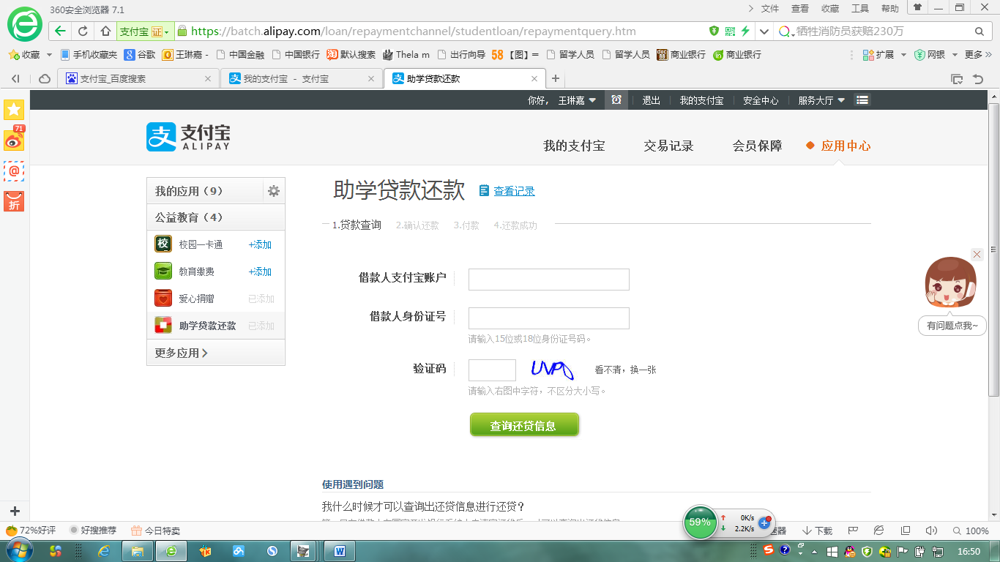 360安全浏览器 7.1
文件 查看 收藏 工具 帮助
支付宝 证 https://batch.alipay.com/loan/repaymentchannel/studentloan/repaymentquery.htm 牺牲消防员获赔230万
收藏 手机收藏夹 谷歌 王琳嘉 - 中国金融 中国银行 默认搜索 Thela m 出行向导 58 【图】＝ 留学人员 留学人员 商业银行 商业银行 扩展 网银 更多 »
支付宝_百度搜索 我的支付宝 - 支付宝 助学贷款还款
你好, 王琳嘉 退出 我的支付宝 安全中心 服务大厅
71
支付宝
ALIPAY
我的支付宝 交易记录 会员保障 应用中心
折
我的应用（9）
公益教育（4）
校 校园一卡通 +添加
教育缴费 +添加
爱心捐赠 已添加
助学贷款还款 已添加
更多应用
助学贷款还款 查看记录
1.贷款查询 2.确认还款 3.付款 4.还款成功
借款人支付宝账户
借款人身份证号
请输入15位或18位身份证号码。
验证码 UVPQ 看不清，换一张
请输入右图中字符，不区分大小写。
查询还贷信息
有问题点我~
使用遇到问题
我什么时候才可以查询出还贷信息进行还贷？
72%好评 好搜推荐 今日特卖 59% 0K/s 2.2K/s 速器 下载 100%
16:50